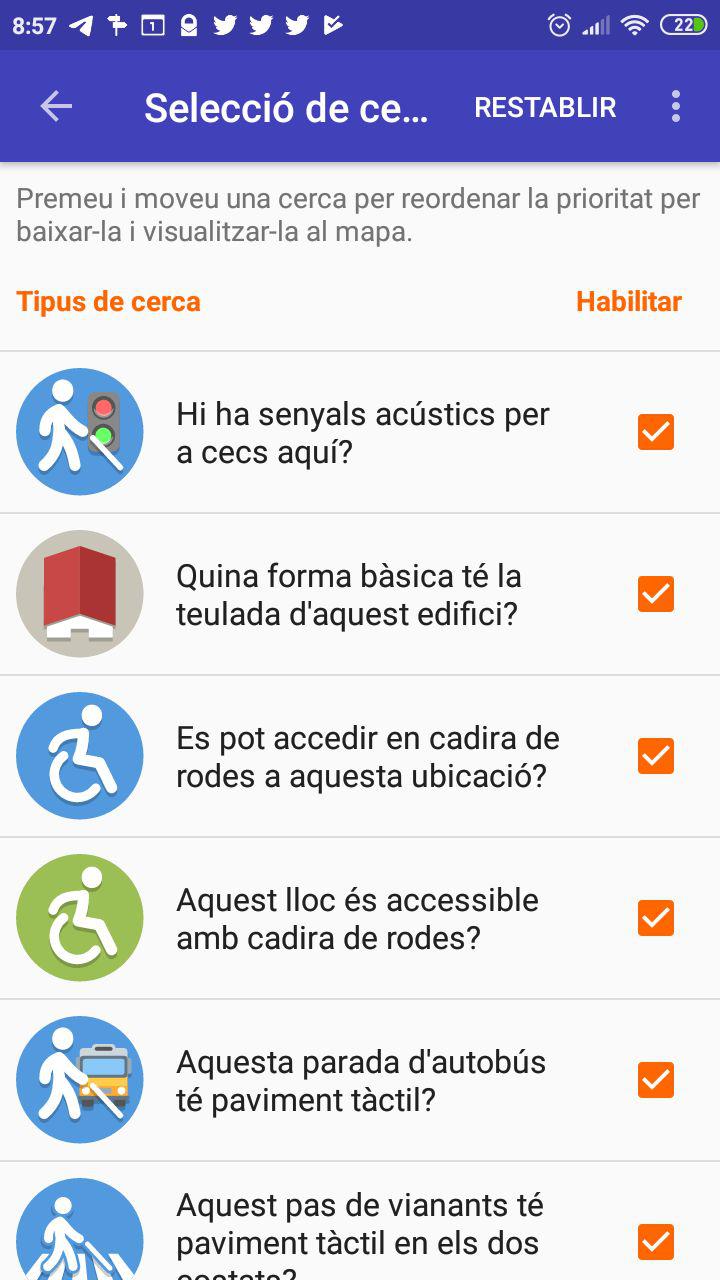 8:57
1
22
Selecció de ce...
RESTABLIR
Premeu i moveu una cerca per reordenar la prioritat per
baixar-la i visualitzar-la al mapa.
Tipus de cerca
Habilitar
Hi ha senyals acústics per
a cecs aquí?
Quina forma bàsica té la
teulada d'aquest edifici?
Es pot accedir en cadira de
rodes a aquesta ubicació?
Aquest lloc és accessible
amb cadira de rodes?
Aquesta parada d'autobús
té paviment tàctil?
Aquest pas de vianants té
paviment tàctil en els dos
costats?